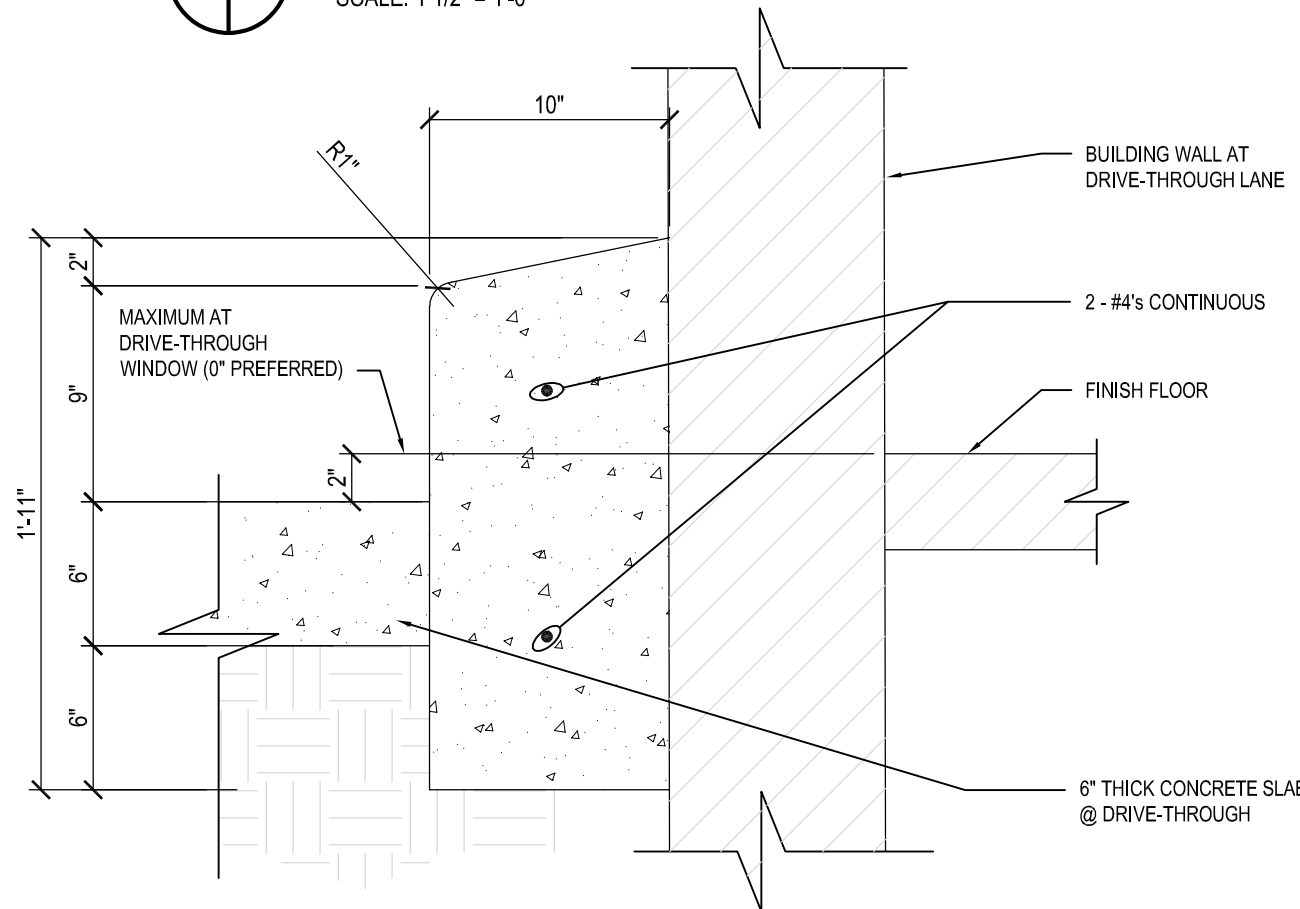 SCALE: 1 1/2" = 1'-0"
10"
R1"
BUILDING WALL AT
DRIVE-THROUGH LANE
2"
MAXIMUM AT
DRIVE-THROUGH
WINDOW (0" PREFERRED)
2 - #4's CONTINUOUS
9"
FINISH FLOOR
2"
1'-11"
6"
6"
6" THICK CONCRETE SLAB
@ DRIVE-THROUGH